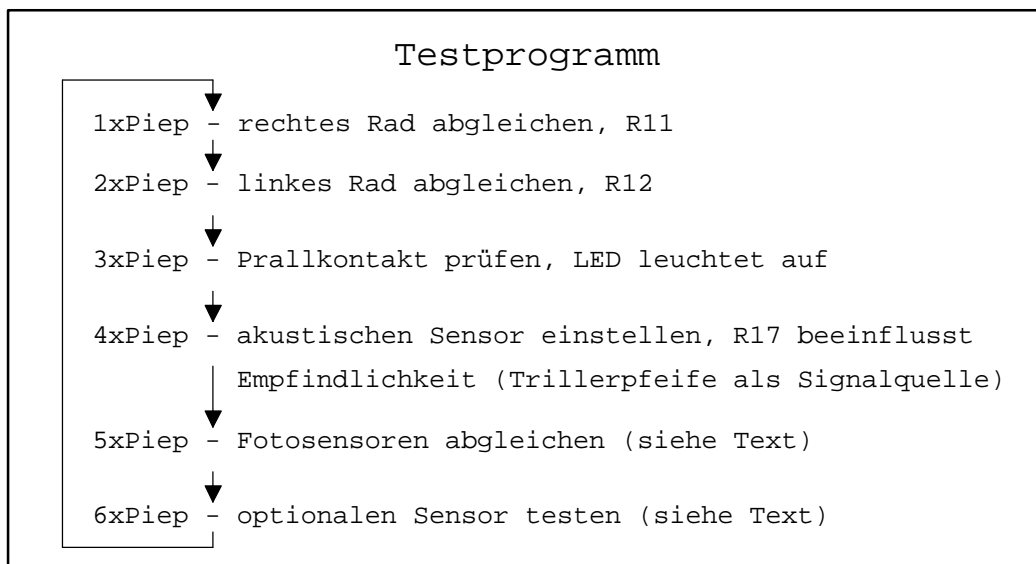 Testprogramm
1xPiep - rechtes Rad abgleichen, R11
2xPiep - linkes Rad abgleichen, R12
3xPiep - Prallkontakt prüfen, LED leuchtet auf
4xPiep - akustischen Sensor einstellen, R17 beeinflusst
Empfindlichkeit (Trillerpfeife als Signalquelle)
5xPiep - Fotosensoren abgleichen (siehe Text)
6xPiep - optionalen Sensor testen (siehe Text)